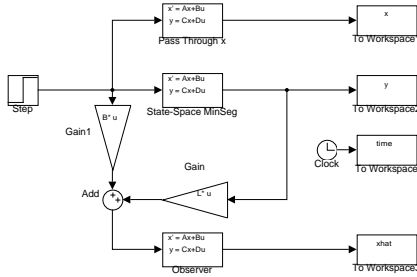 x' = Ax+Bu
y = Cx+Du
Pass Through x
x
To Workspace
x' = Ax+Bu
y = Cx+Du
State-Space MinSeg
y
To Workspace
Step
B* u
Gain1
time
Clock
To Workspace
Gain
L* u
Add
+
+
x' = Ax+Bu
y = Cx+Du
Observer
xhat
To Workspace